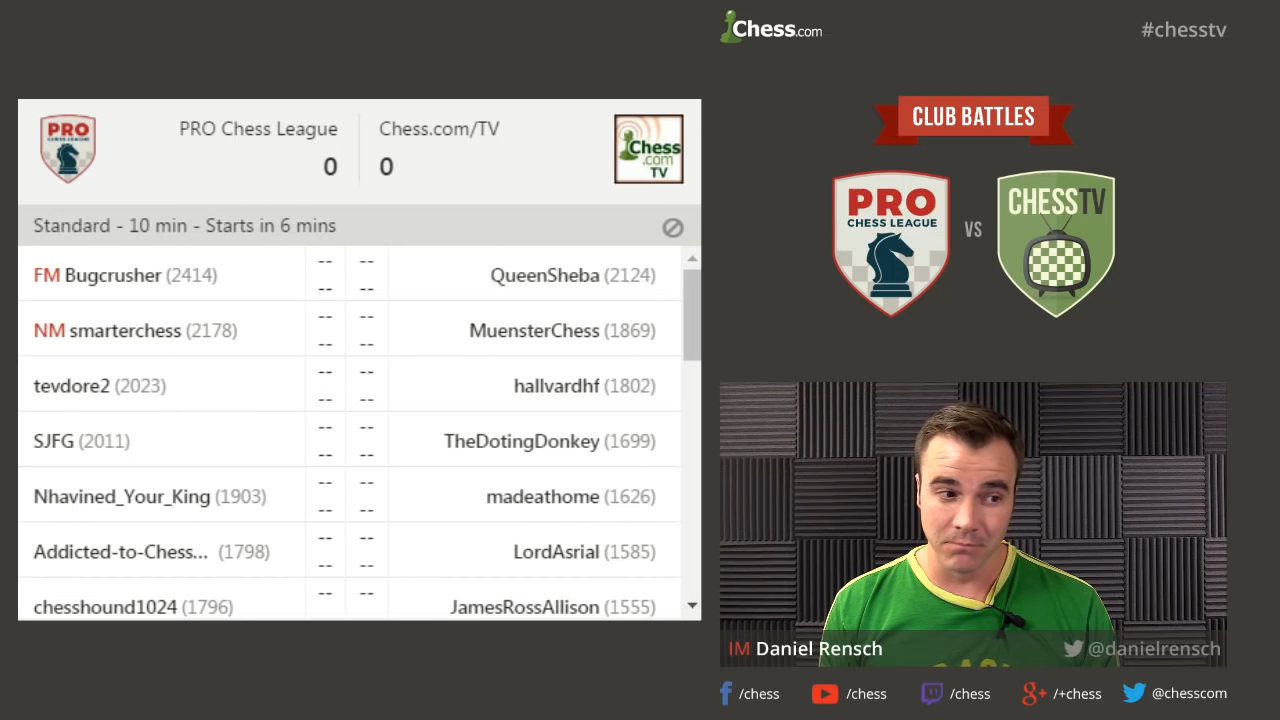 Chess.com
#chesstv
PRO
CHESS LEAGUE
PRO Chess League
0
Chess.com/TV
0
Chess
.com
TV
CLUB BATTLES
PRO
CHESS LEAGUE
VS
CHESSTV
Standard - 10 min - Starts in 6 mins
FM Bugcrusher (2414) -- -- QueenSheba (2124)
-- --
NM smarterchess (2178) -- -- MuensterChess (1869)
-- --
tevdore2 (2023) -- -- hallvardhf (1802)
-- --
SJFG (2011) -- -- TheDotingDonkey (1699)
-- --
Nhavined_Your_King (1903) -- -- madeathome (1626)
-- --
Addicted-to-Chess... (1798) -- -- LordAsrial (1585)
-- --
chesshound1024 (1796) -- -- JamesRossAllison (1555)
IM Daniel Rensch
@danielrensch
/chess
/chess
/chess
/+chess
@chesscom